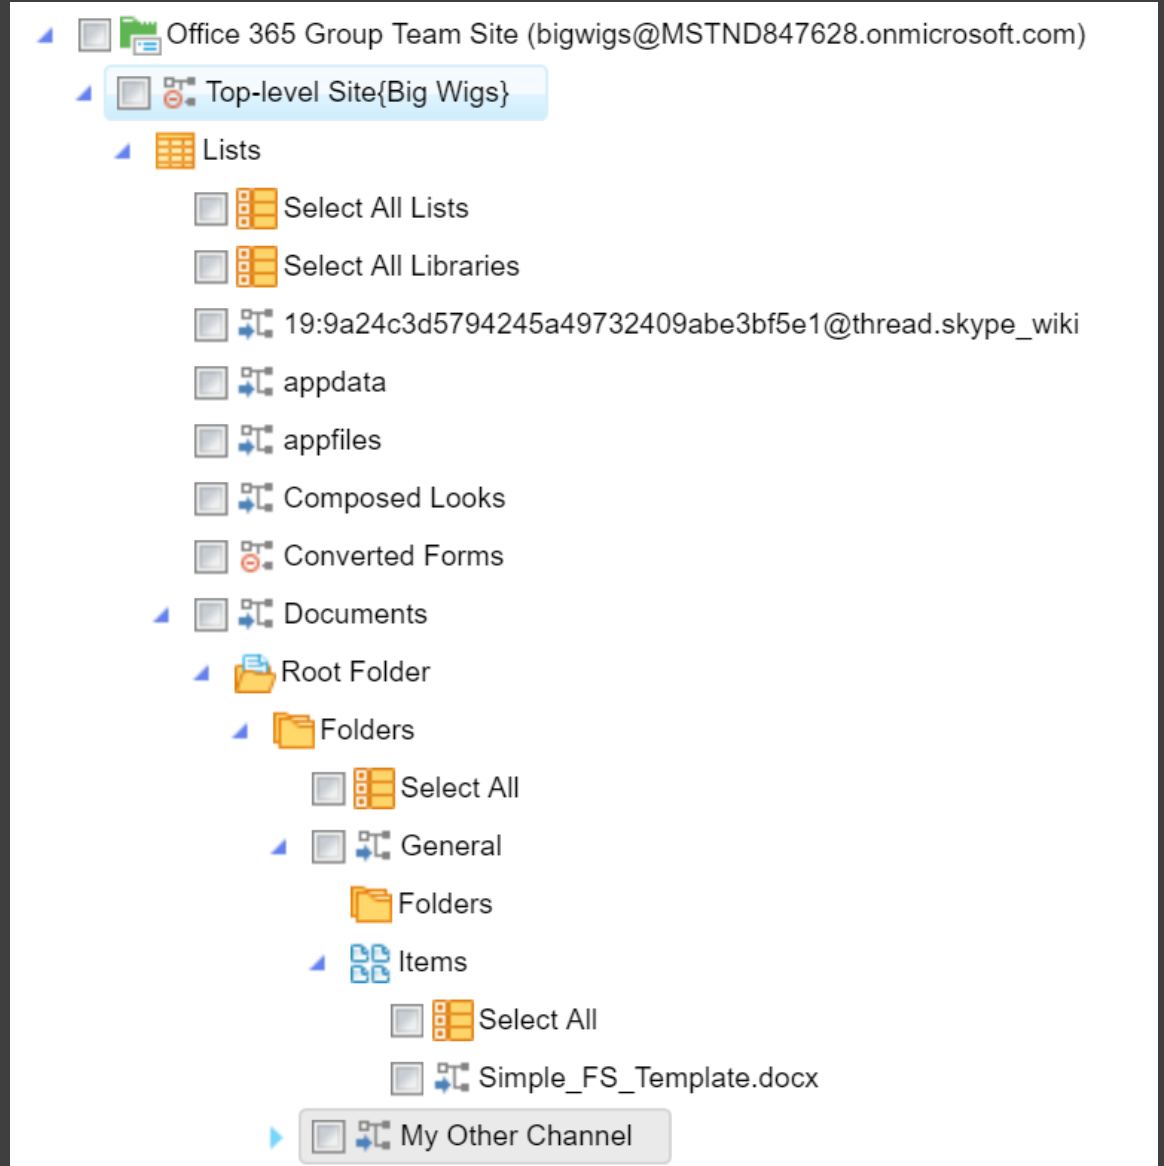 Office 365 Group Team Site (bigwigs@MSTND847628.onmicrosoft.com)
Top-level Site{Big Wigs}
Lists
Select All Lists
Select All Libraries
19:9a24c3d5794245a49732409abe3bf5e1@thread.skype_wiki
appdata
appfiles
Composed Looks
Converted Forms
Documents
Root Folder
Folders
Select All
General
Folders
Items
Select All
Simple_FS_Template.docx
My Other Channel